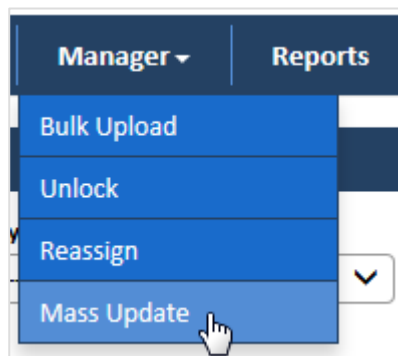 Manager Reports
Bulk Upload
Unlock
Reassign
Mass Update